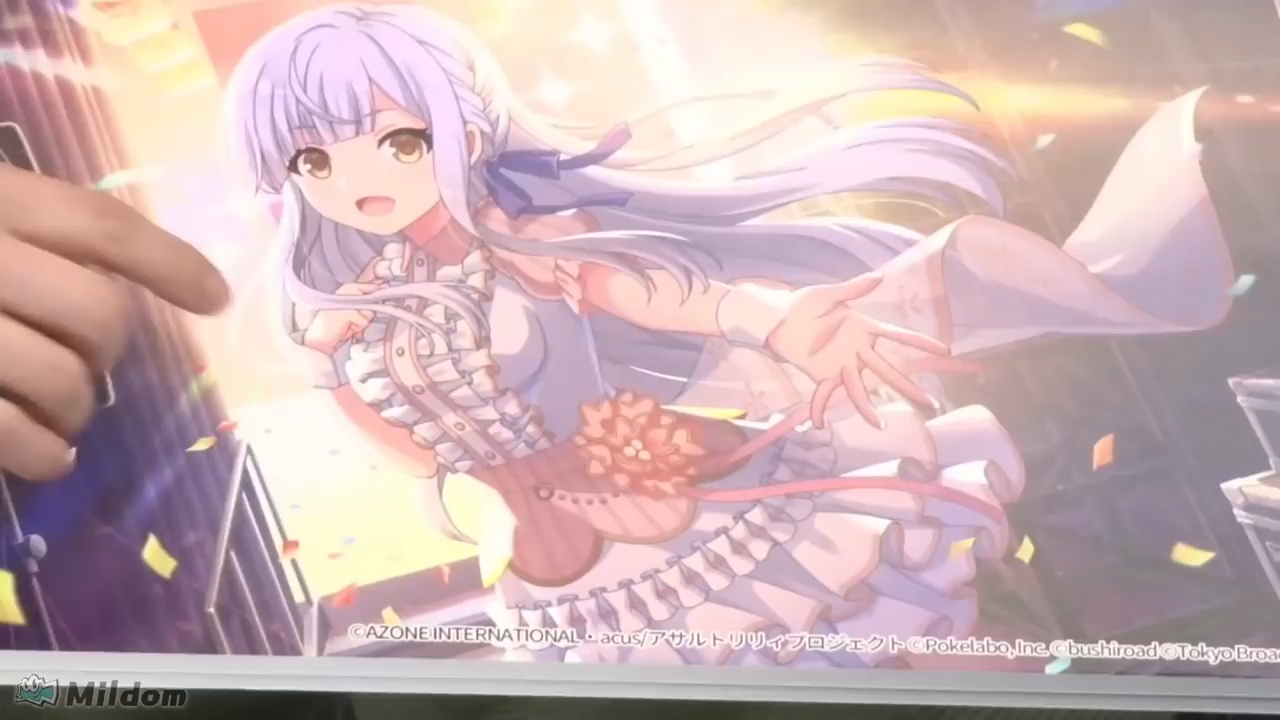 ©AZONE INTERNATIONAL・acus/アサルトリリィプロジェクト ©Pokelabo, Inc. ©bushiroad ©Tokyo Broa
Mildom